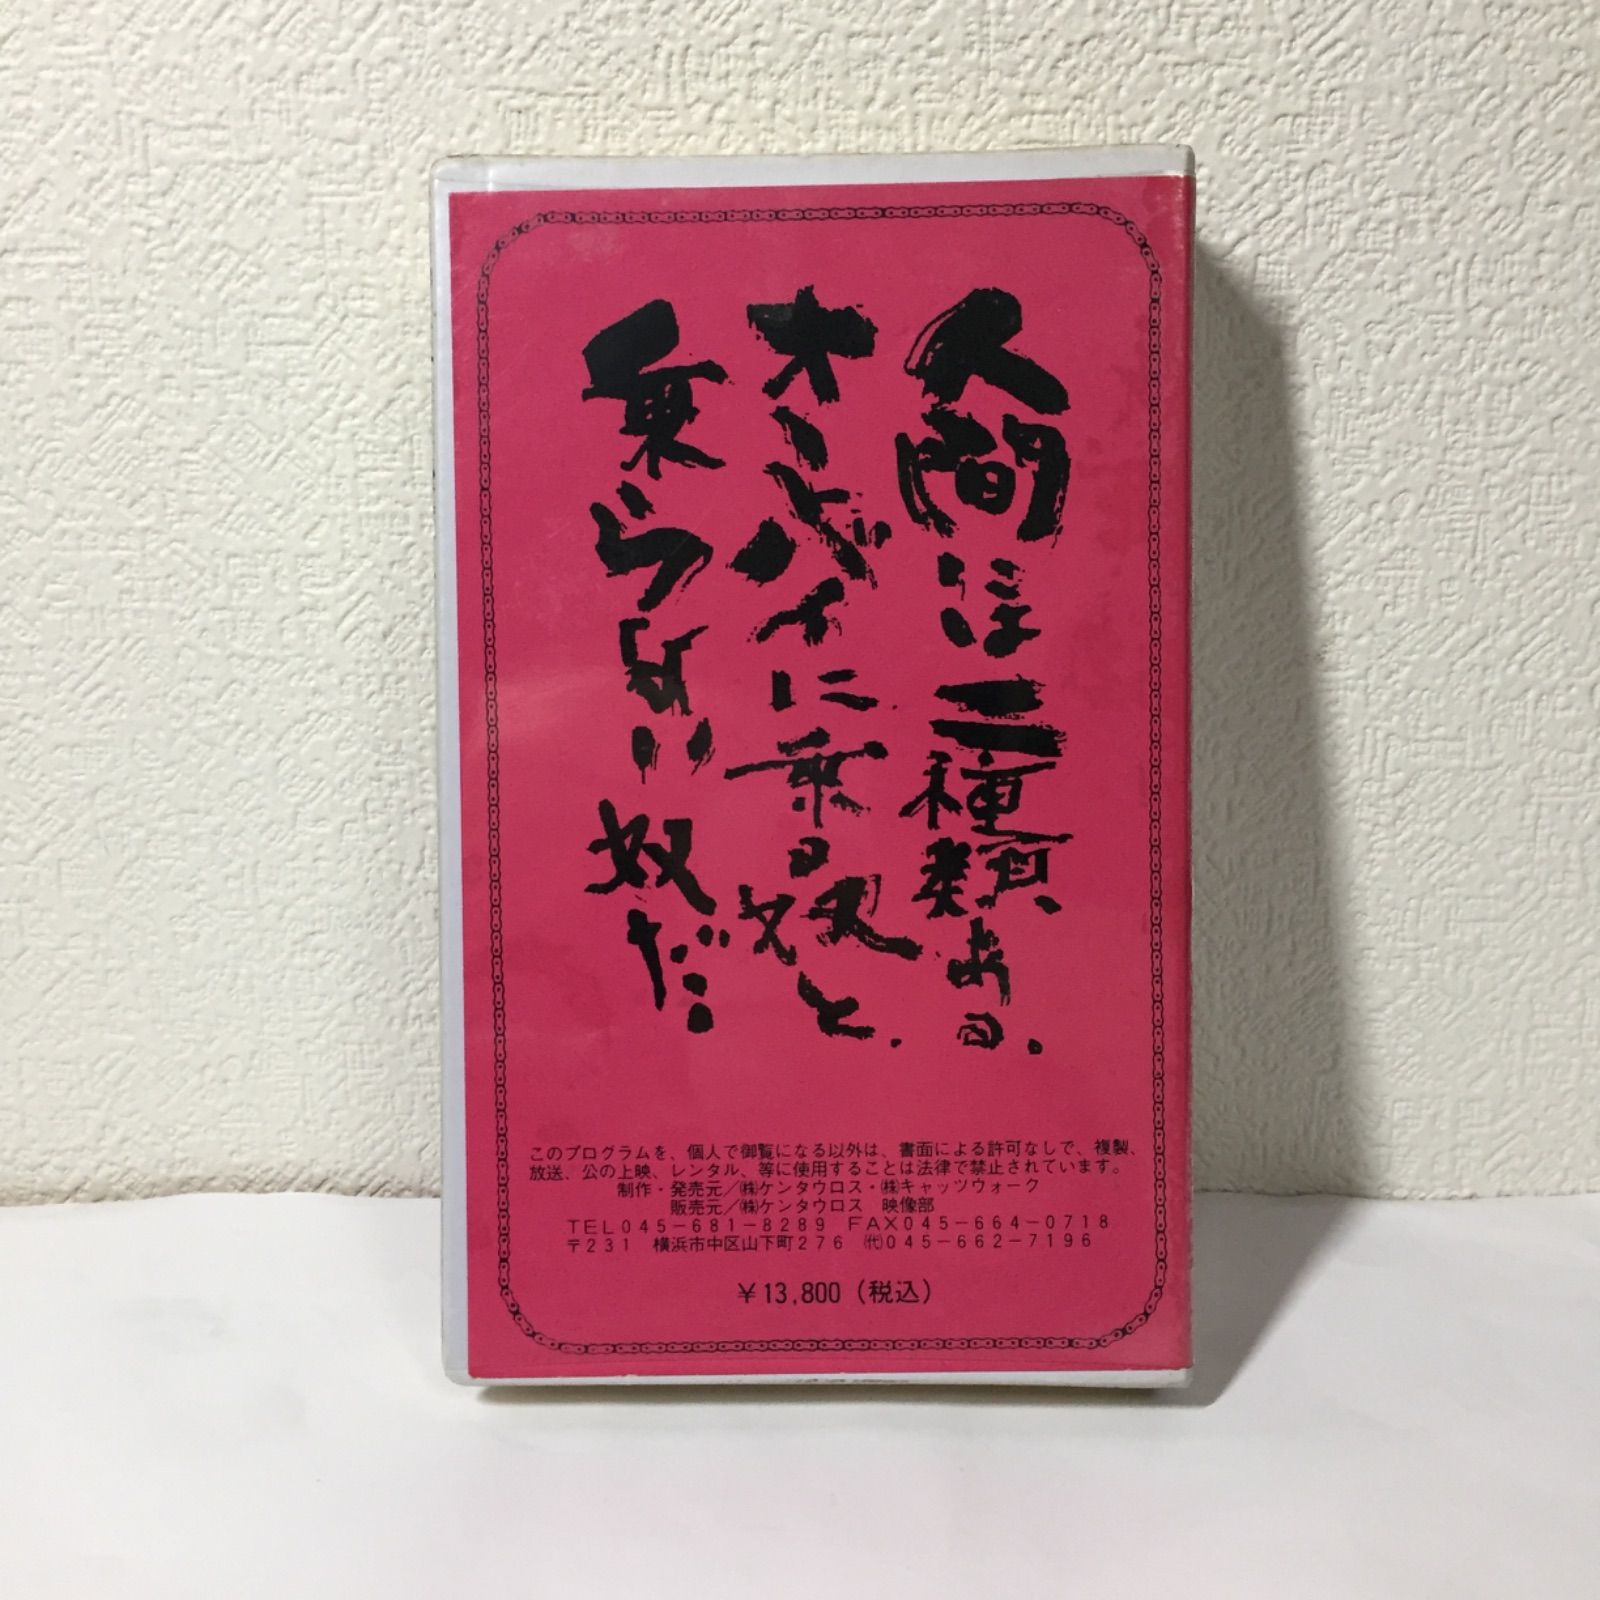 人間は二種類ある.
オートバイに乗る奴と.
乗らない奴だ…
このプログラムを、個人で御覧になる以外は、書面による許可なしで、複製、
放送、公の上映、レンタル、等に使用することは法律で禁止されています。
制作・発売元／㈱ケンタウロス・㈱キャッツウォーク
販売元／㈱ケンタウロス 映像部
TEL045-681-8289 FAX045-664-0718
〒231 横浜市中区山下町276 ㈹045-662-7196
¥13,800(税込)